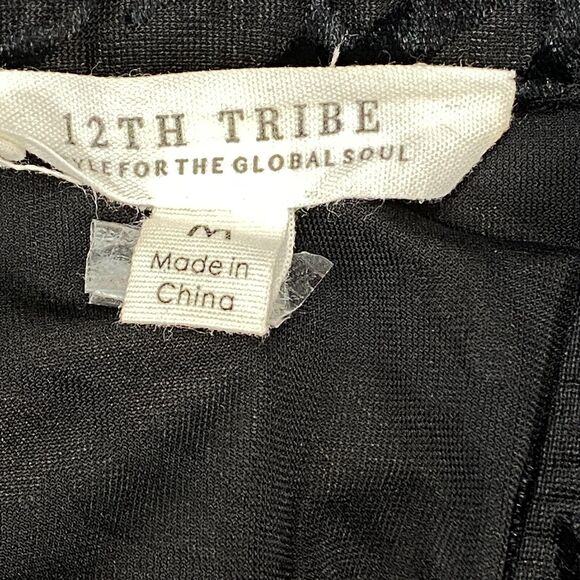 12TH TRIBE
YLE FOR THE GLOBAL SOUL
M
Made in
China